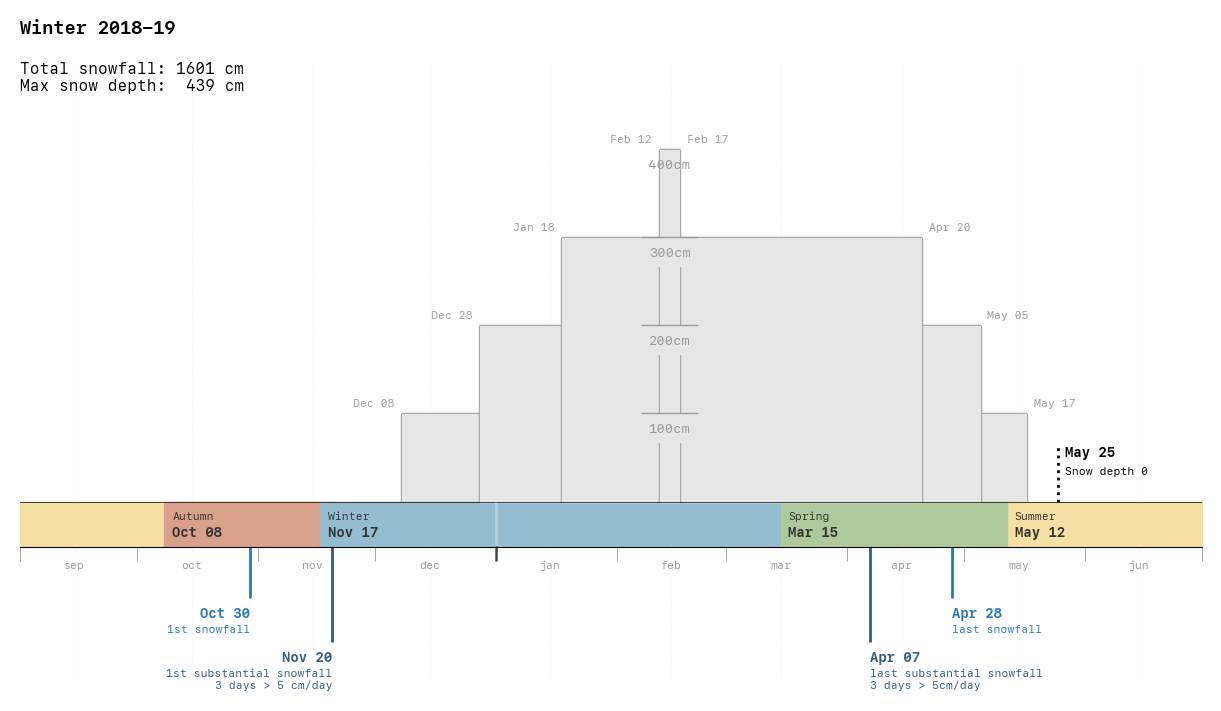 Winter 2018–19
Total snowfall: 1601 cm
Max snow depth:  439 cm
Feb 12
Feb 17
400cm
Jan 18
Apr 20
300cm
Dec 28
May 05
200cm
Dec 08
May 17
100cm
May 25
Snow depth 0
Autumn
Oct 08
Winter
Nov 17
Spring
Mar 15
Summer
May 12
sep oct nov dec jan feb mar apr may jun
Oct 30
1st snowfall
Apr 28
last snowfall
Nov 20
1st substantial snowfall
3 days > 5 cm/day
Apr 07
last substantial snowfall
3 days > 5cm/day